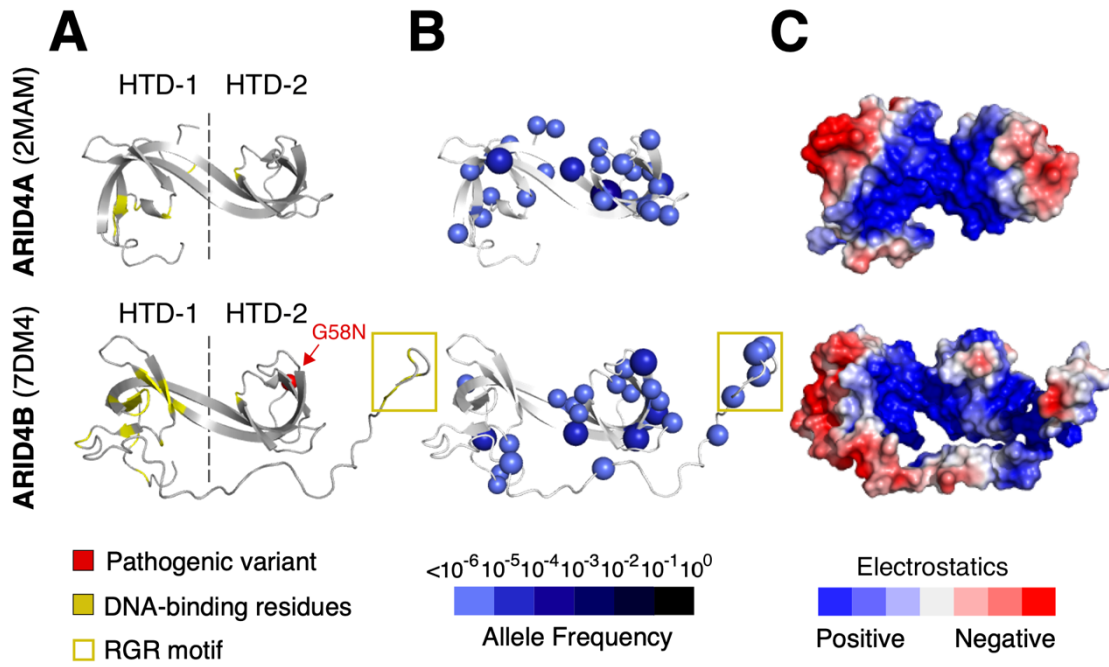 A
B
C
ARID4A (2MAM)
HTD-1
HTD-2
ARID4B (7DM4)
HTD-1
HTD-2
G58N
Pathogenic variant
DNA-binding residues
RGR motif
<10-6 10-5 10-4 10-3 10-2 10-1 100
Allele Frequency
Electrostatics
Positive
Negative